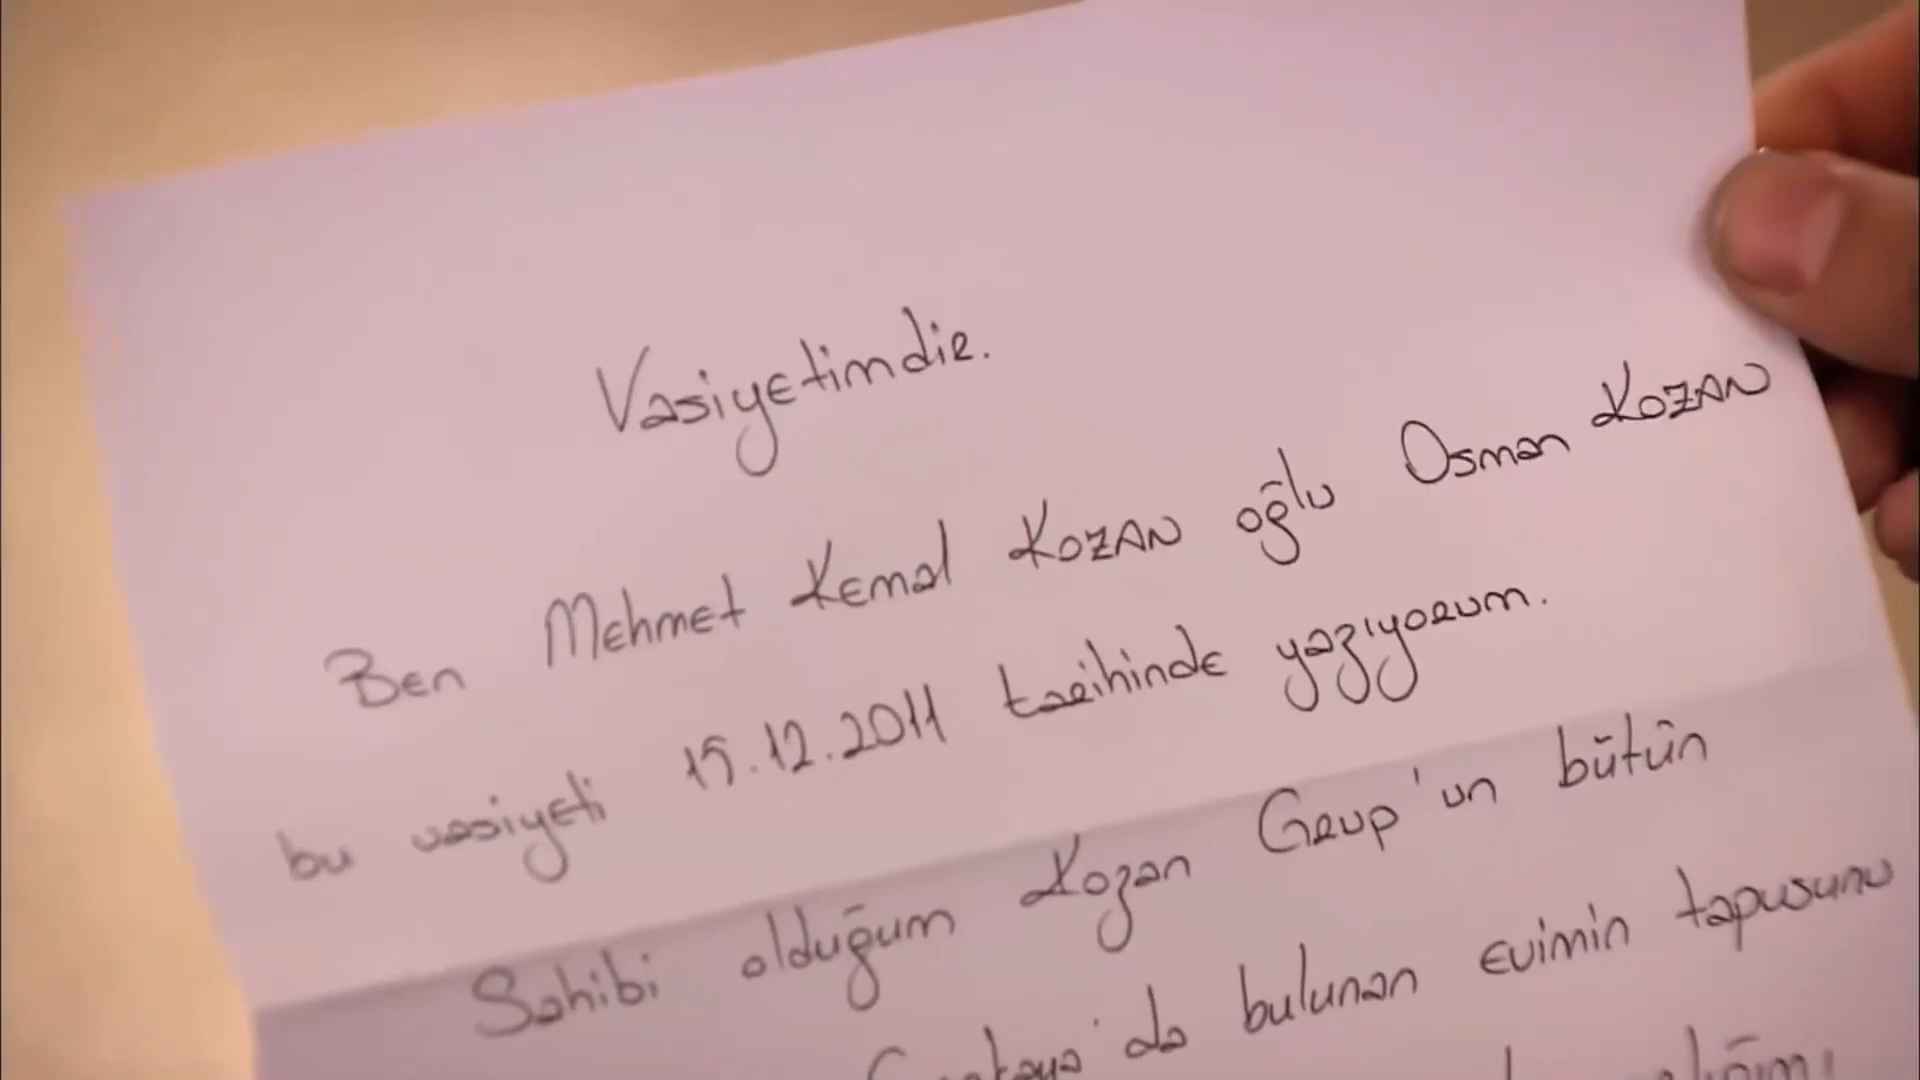 Vasiyetimdir.
Ben Mehmet Kemal KOZAN oğlu Osman KOZAN
bu vasiyeti 15.12.2011 tarihinde yazıyorum.
Sahibi olduğum Kozan Grup'un bütün
bulunan evimin tapusunu